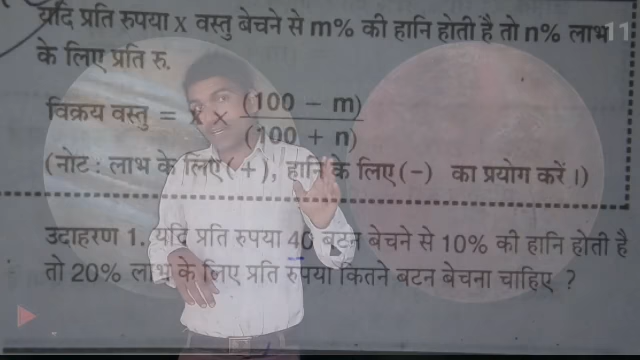 यदि प्रति रुपया x वस्तु बेचने से m% की हानि होती है तो n% लाभ
के लिए प्रति रु.
विक्रय वस्तु = x × (100 − m) / (100 + n)
(नोट : लाभ के लिए (+), हानि के लिए (−) का प्रयोग करें।)
उदाहरण 1. यदि प्रति रुपया 40 बटन बेचने से 10% की हानि होती है
तो 20% लाभ के लिए प्रति रुपया कितने बटन बेचना चाहिए ?
11